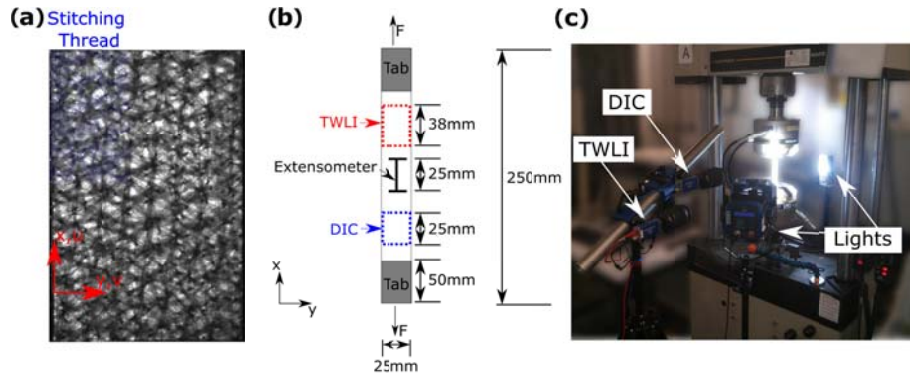 (a)
Stitching
Thread
x,U
y,V
(b)
F
Tab
TWLI
38mm
Extensometer
25mm
250mm
DIC
25mm
Tab
50mm
x
y
F
25mm
(c)
A
DIC
TWLI
Lights